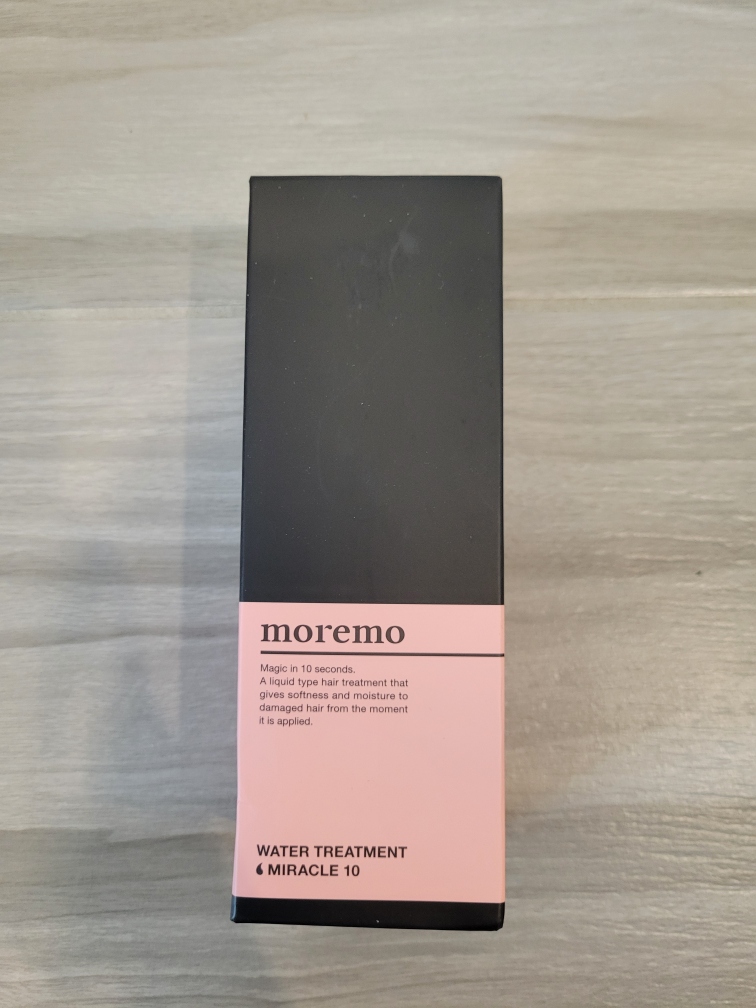 moremo
Magic in 10 seconds.
A liquid type hair treatment that
gives softness and moisture to
damaged hair from the moment
it is applied.
WATER TREATMENT
MIRACLE 10